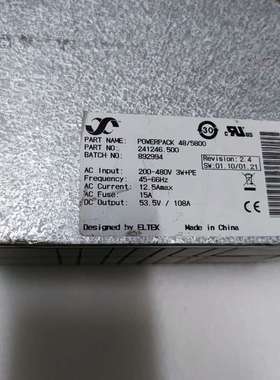 PART NAME: POWERPACK 48/5800
PART NO: 241246.500
BATCH NO: 892994
30
Revision: 2.4
SW:01.10/01.21
AC Input: 200-480V 3W+PE
Frequency: 45-66Hz
AC Current: 12.5Amax
AC Fuse: 15A
DC Output: 53.5V / 108A
Designed by ELTEK
Made in China